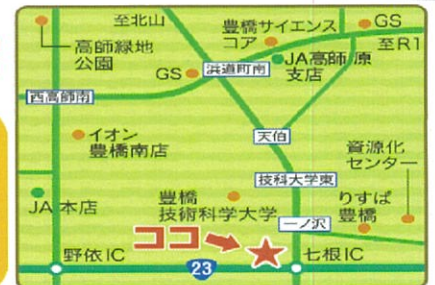 至北山
豊橋サイエンス
コア
GS
至R1
高師緑地
公園
GS
浜道町南
JA高師原
支店
西高師南
イオン
豊橋南店
天伯
資源化
センター
技科大学東
JA本店
豊橋
技術科学大学
りすぱ
豊橋
一ノ沢
ココ
野依IC
23
七根IC